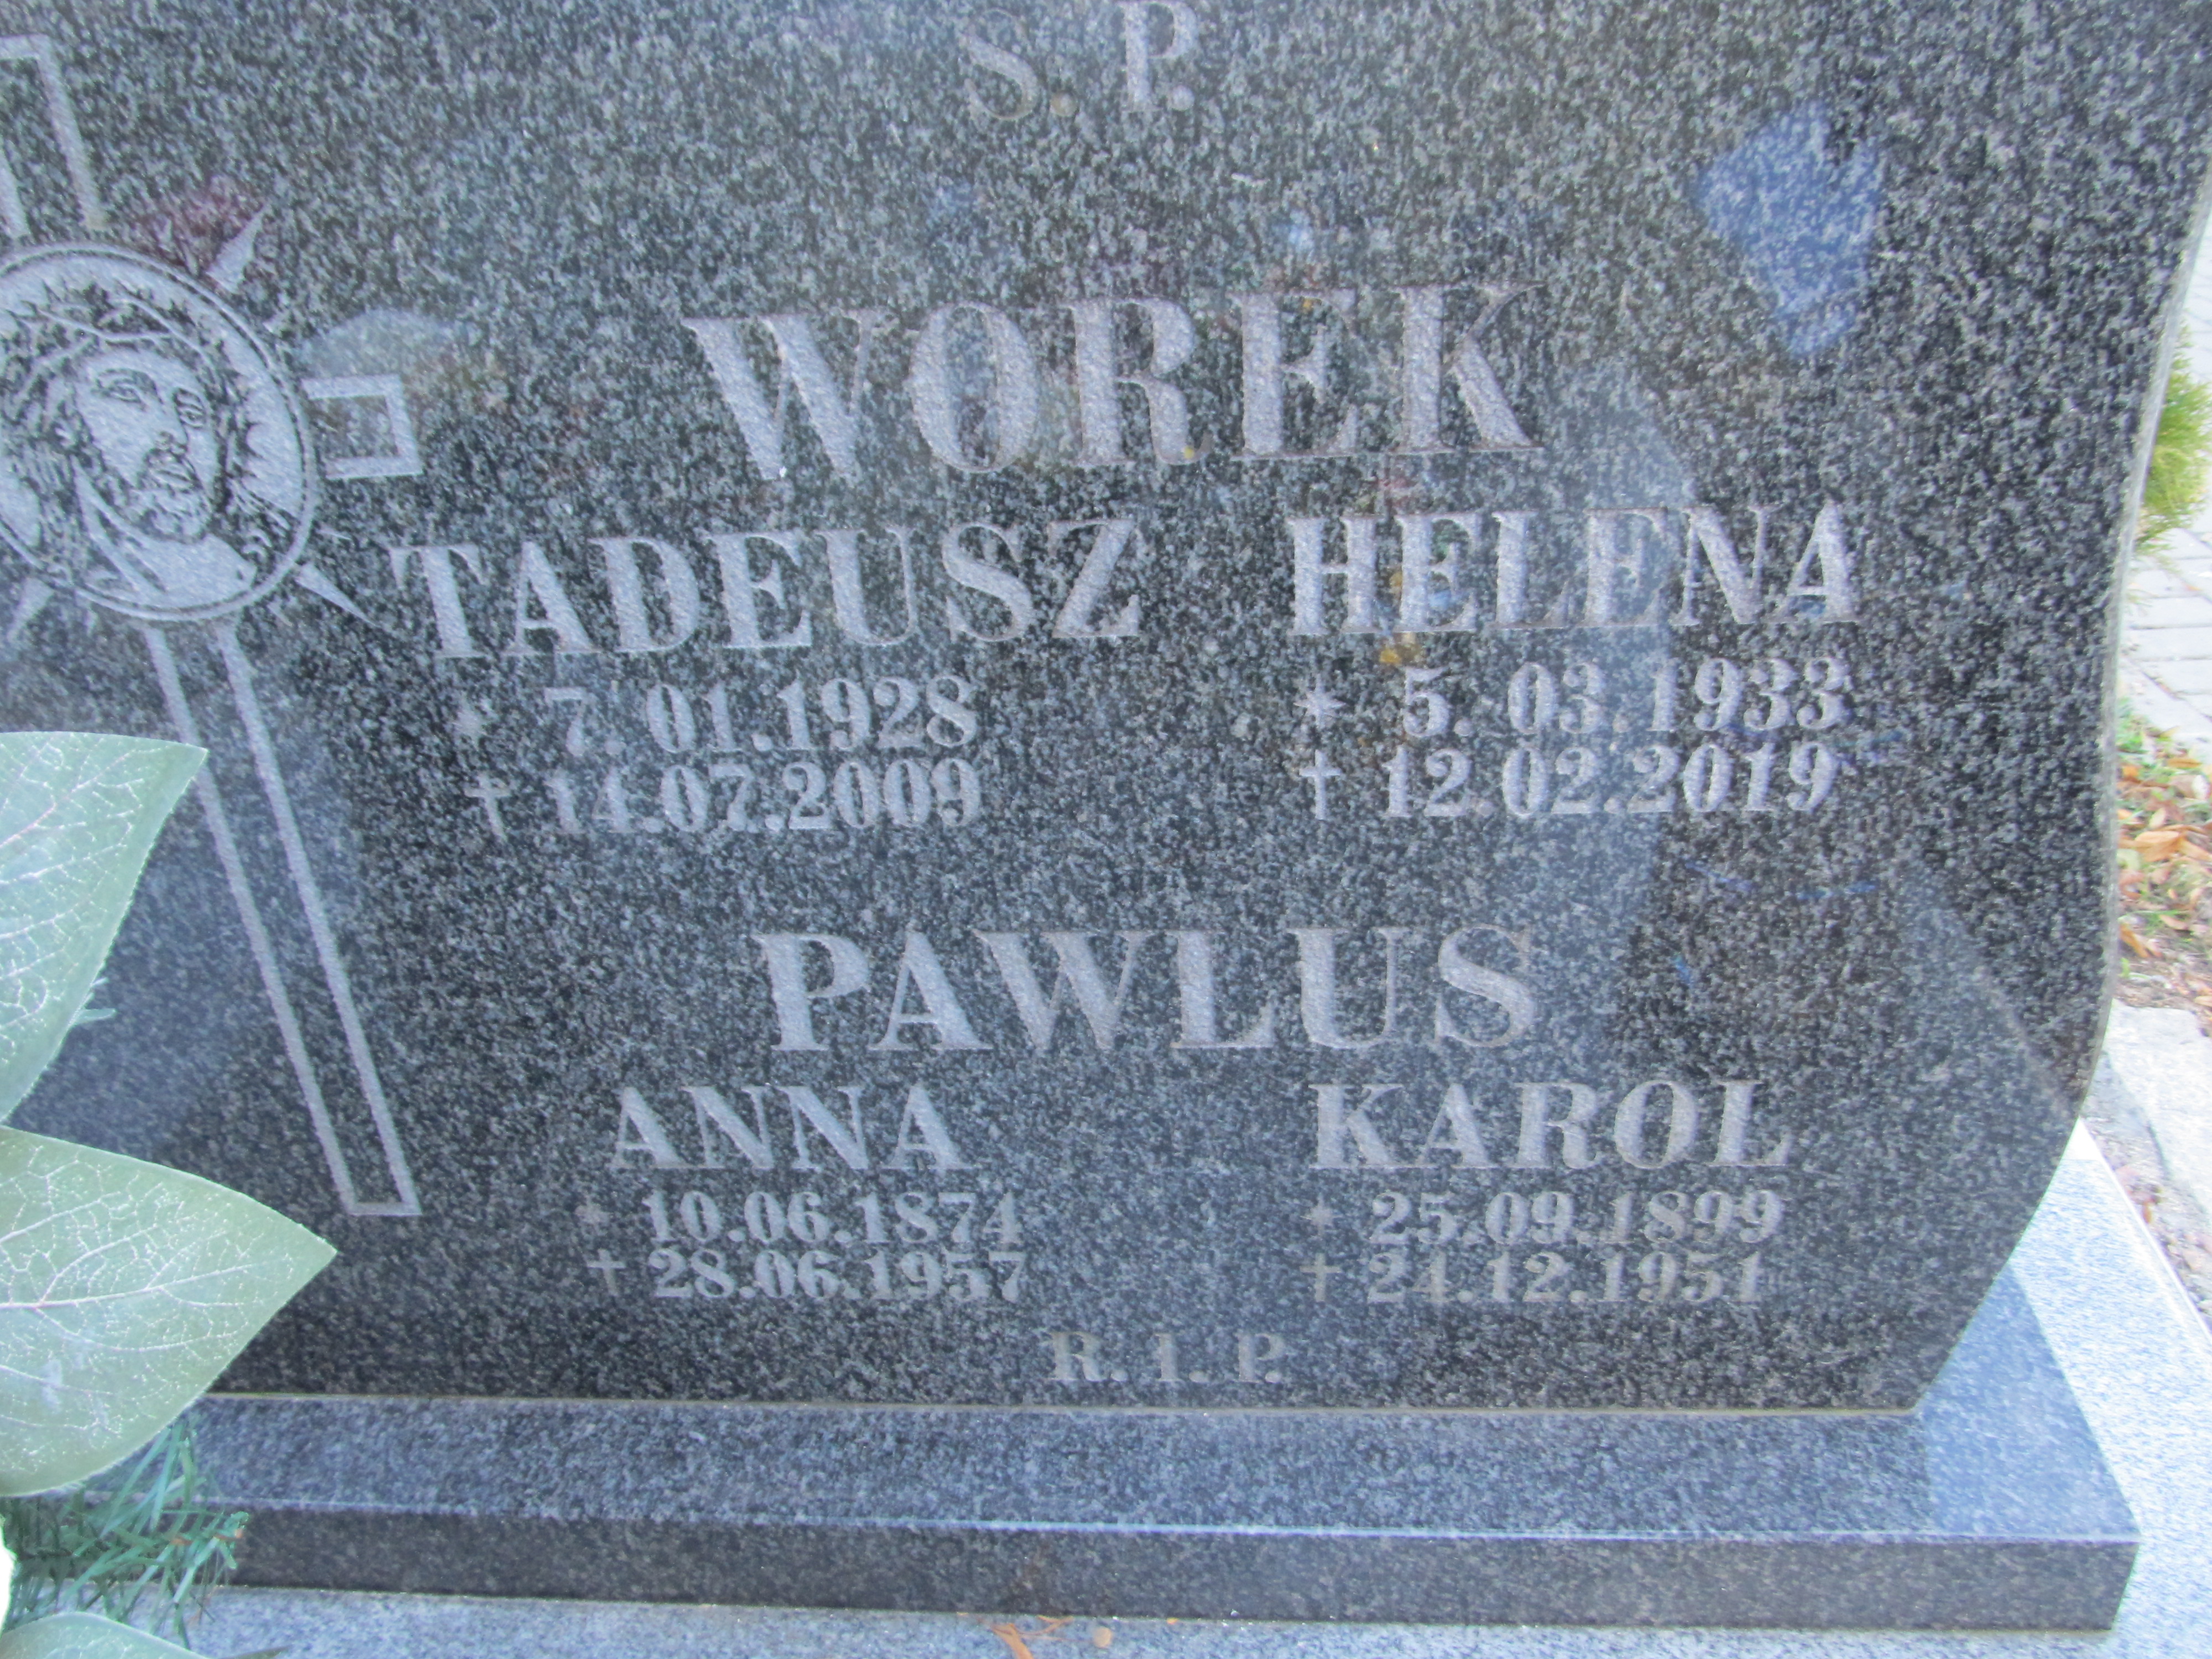 S. P.
WOREK
TADEUSZ HELENA
* 7. 01.1928 * 5. 03.1933
† 14.07.2009 † 12.02.2019
PAWLUS
ANNA KAROL
* 10.06.1874 * 25.09.1899
† 28.06.1957 † 24.12.1951
R. I. P.